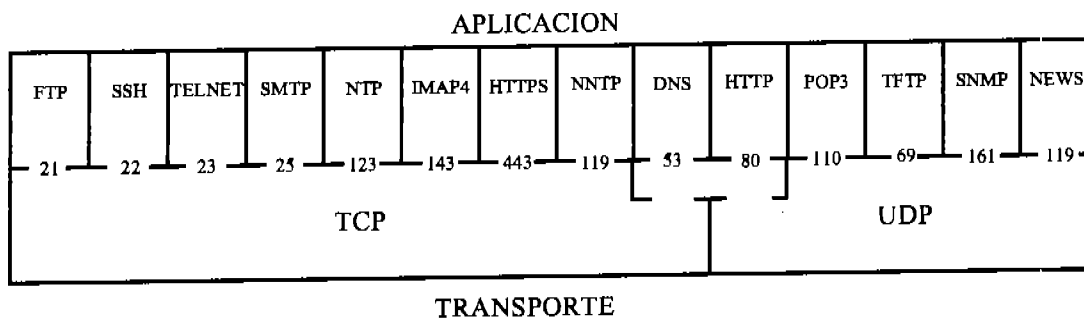 APLICACION
FTP SSH TELNET SMTP NTP IMAP4 HTTPS NNTP DNS HTTP POP3 TFTP SNMP NEWS
21 22 23 25 123 143 443 119 53 80 110 69 161 119
TCP UDP
TRANSPORTE